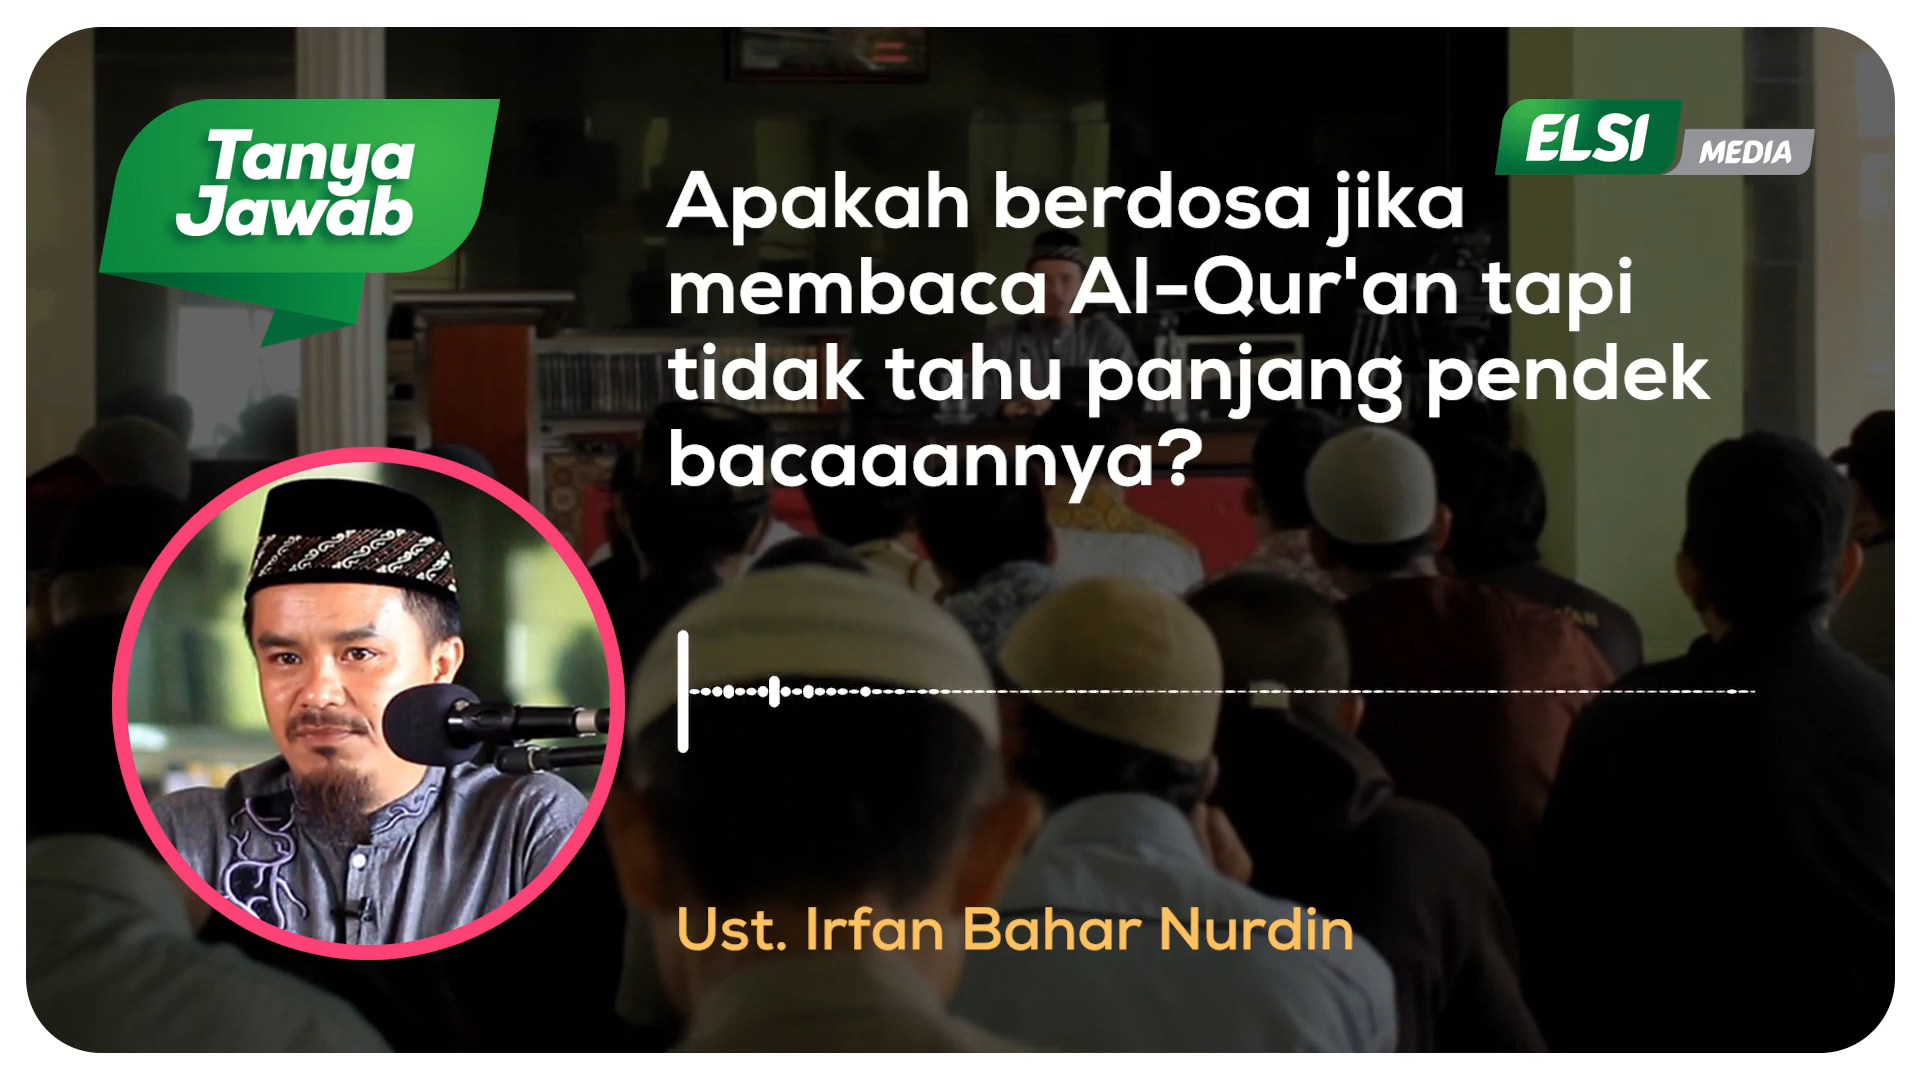 Tanya
Jawab
ELSI
MEDIA
Apakah berdosa jika
membaca Al-Qur'an tapi
tidak tahu panjang pendek
bacaaannya?
Ust. Irfan Bahar Nurdin